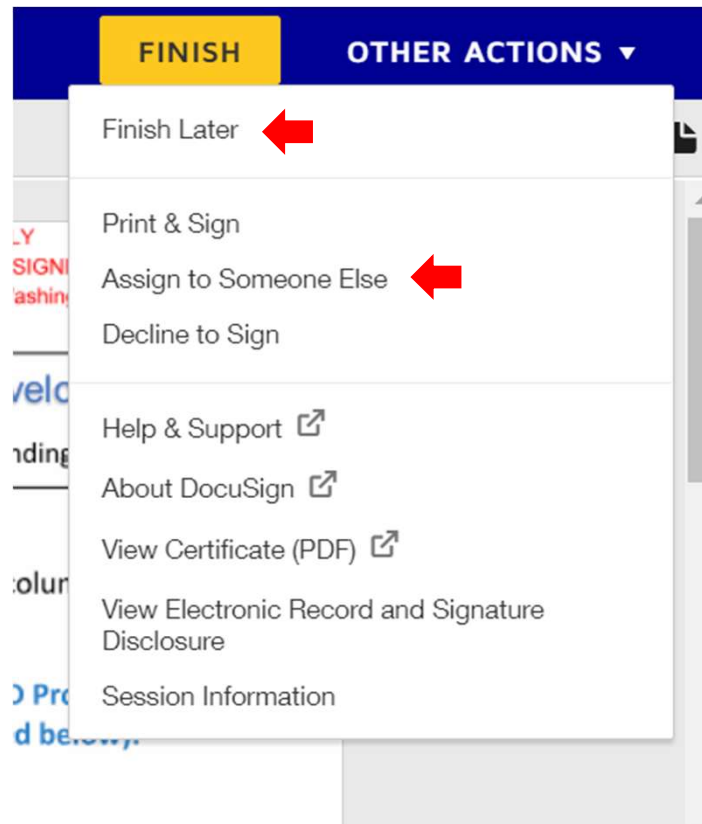 FINISH OTHER ACTIONS
Finish Later
Print & Sign
Assign to Someone Else
Decline to Sign
Help & Support
About DocuSign
View Certificate (PDF)
View Electronic Record and Signature
Disclosure
Session Information
d below).